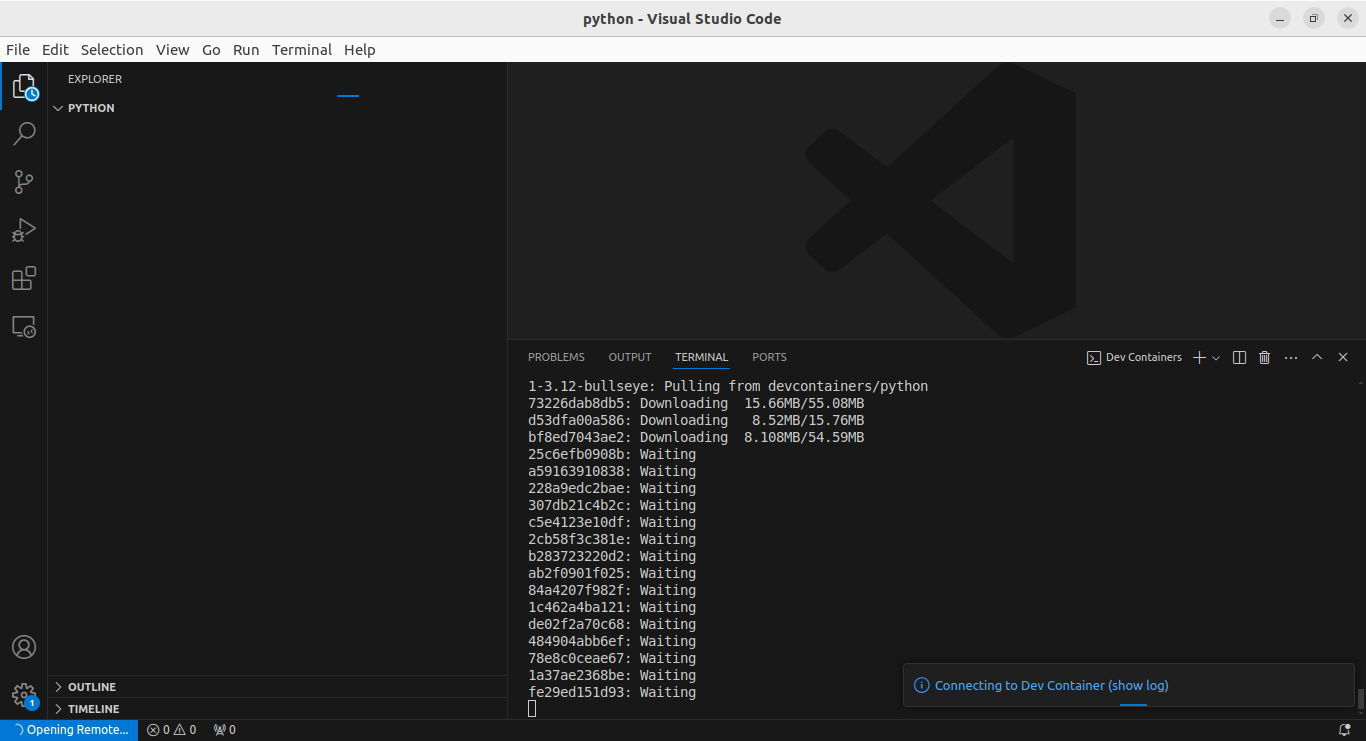 python - Visual Studio Code
File Edit Selection View Go Run Terminal Help
EXPLORER
PYTHON
PROBLEMS OUTPUT TERMINAL PORTS Dev Containers
1-3.12-bullseye: Pulling from devcontainers/python
73226dab8db5: Downloading  15.66MB/55.08MB
d53dfa00a586: Downloading   8.52MB/15.76MB
bf8ed7043ae2: Downloading  8.108MB/54.59MB
25c6efb0908b: Waiting
a59163910838: Waiting
228a9edc2bae: Waiting
307db21c4b2c: Waiting
c5e4123e10df: Waiting
2cb58f3c381e: Waiting
b283723220d2: Waiting
ab2f0901f025: Waiting
84a4207f982f: Waiting
1c462a4ba121: Waiting
de02f2a70c68: Waiting
484904abb6ef: Waiting
78e8c0ceae67: Waiting
1a37ae2368be: Waiting
fe29ed151d93: Waiting
Connecting to Dev Container (show log)
OUTLINE
TIMELINE
1
Opening Remote... 0 0 0